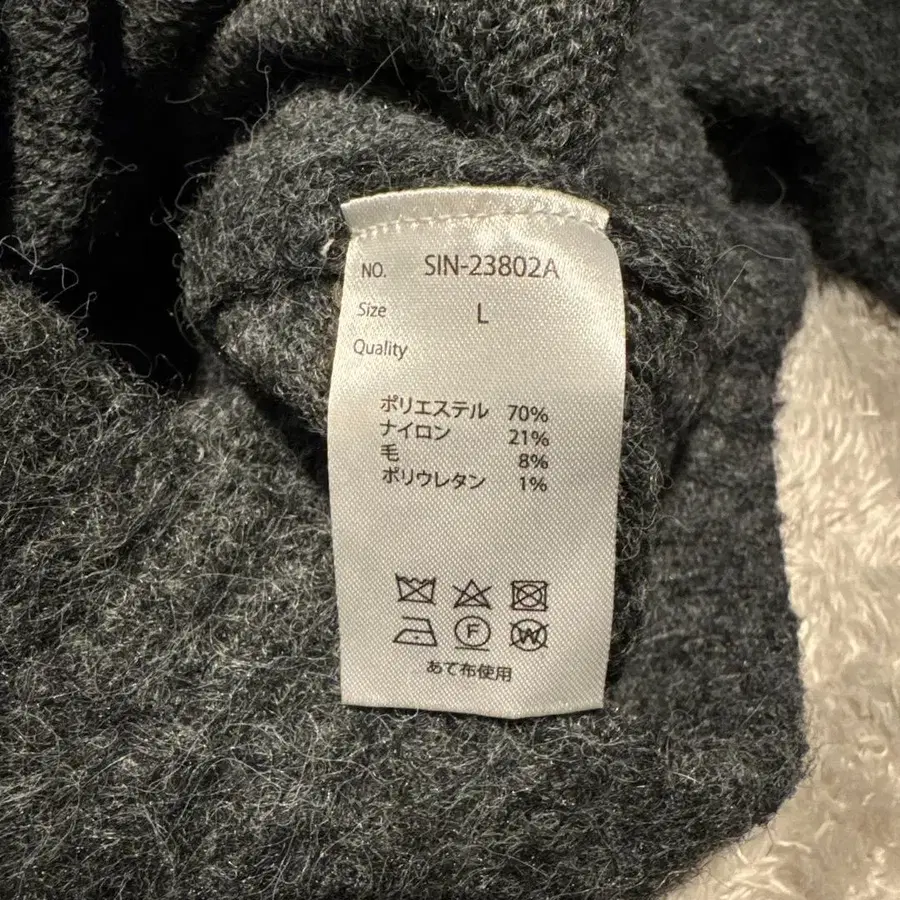 NO. SIN-23802A
Size L
Quality
ポリエステル 70%
ナイロン 21%
毛 8%
ポリウレタン 1%
F W
あて布使用